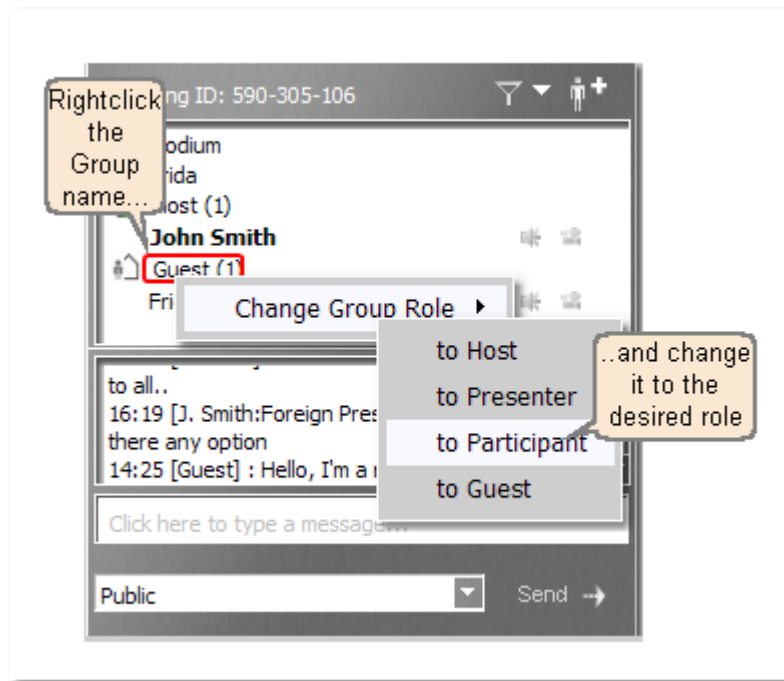 Rightclick
the
Group
name...
ng ID: 590-305-106
odium
rida
ost (1)
John Smith
Guest (1)
Fri
Change Group Role
to Host
to Presenter
to Participant
to Guest
..and change
it to the
desired role
to all..
16:19 [J. Smith:Foreign Pres
there any option
14:25 [Guest] : Hello, I'm a
Click here to type a message...
Public
Send